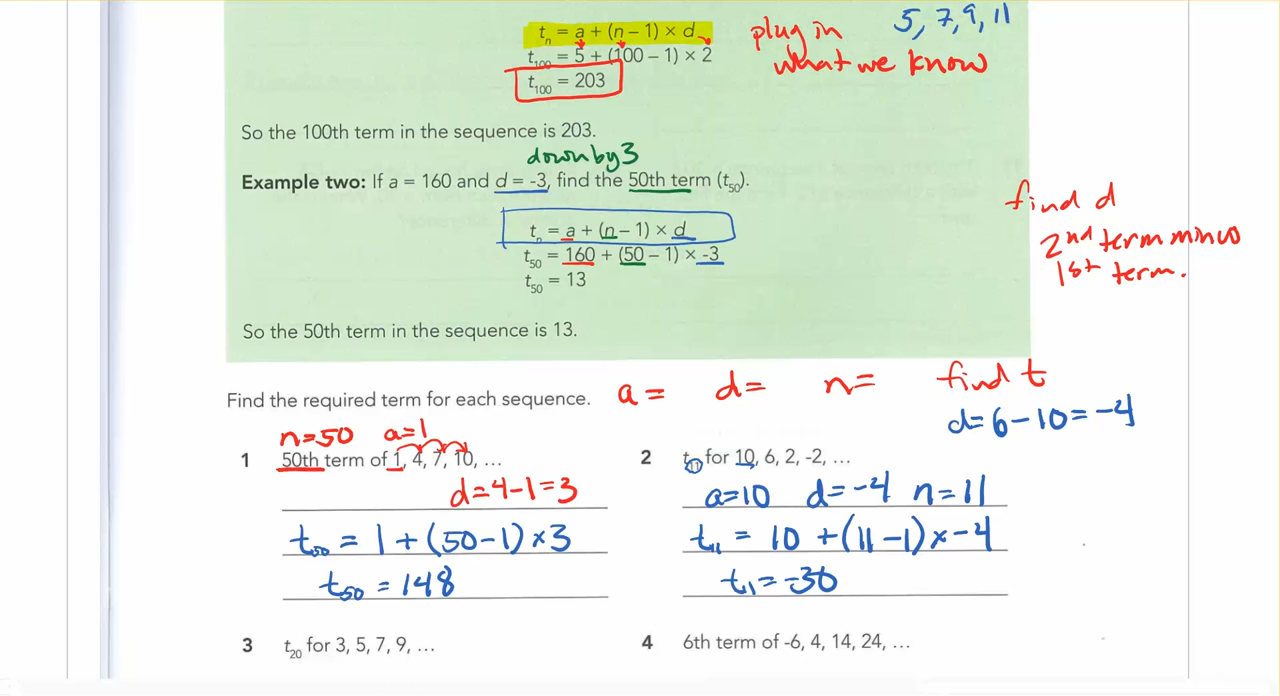 tn = a + (n – 1) × d
plug in
5, 7, 9, 11
t100 = 5 + (100 – 1) × 2
what we know
t100 = 203
So the 100th term in the sequence is 203.
down by 3
Example two: If a = 160 and d = -3, find the 50th term (t50).
find d
2nd term minus
1st term.
tn = a + (n – 1) × d
t50 = 160 + (50 – 1) × -3
t50 = 13
So the 50th term in the sequence is 13.
Find the required term for each sequence.
a = d= n= find t
d=6-10=-4
n=50 a=1
1 50th term of 1, 4, 7, 10, …
d=4-1=3
t50 = 1+(50-1)×3
t50 = 148
2 t11 for 10, 6, 2, -2, …
a=10 d=-4 n=11
t11 = 10 +(11-1)×-4
t1=-30
3 t20 for 3, 5, 7, 9, …
4 6th term of -6, 4, 14, 24, …